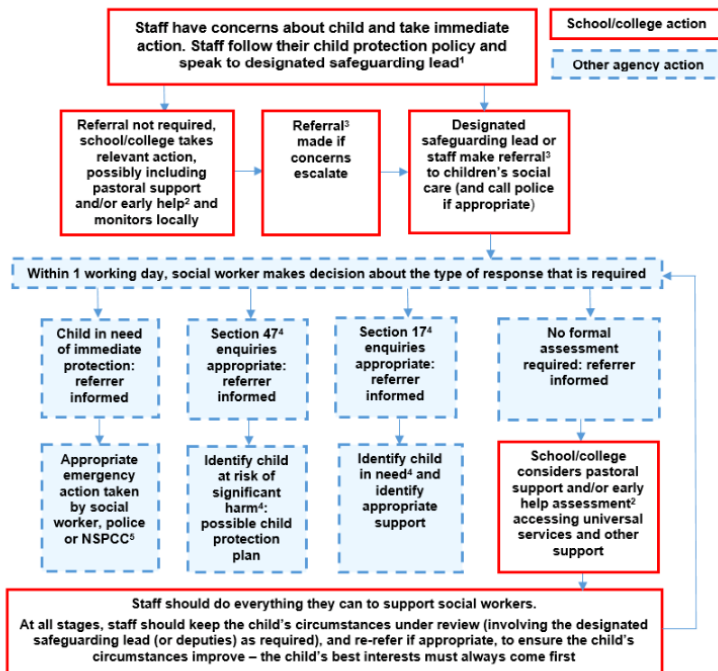 Staff have concerns about child and take immediate
action. Staff follow their child protection policy and
speak to designated safeguarding lead¹
School/college action
Other agency action
Referral not required,
school/college takes
relevant action,
possibly including
pastoral support
and/or early help² and
monitors locally
Referral³
made if
concerns
escalate
Designated
safeguarding lead or
staff make referral³
to children's social
care (and call police
if appropriate)
Within 1 working day, social worker makes decision about the type of response that is required
Child in need
of immediate
protection:
referrer
informed
Section 47⁴
enquiries
appropriate:
referrer
informed
Section 17⁴
enquiries
appropriate:
referrer
informed
No formal
assessment
required: referrer
informed
Appropriate
emergency
action taken
by social
worker, police
or NSPCC⁵
Identify child
at risk of
significant
harm⁴:
possible child
protection
plan
Identify child
in need⁴ and
identify
appropriate
support
School/college
considers pastoral
support and/or early
help assessment²
accessing universal
services and other
support
Staff should do everything they can to support social workers.
At all stages, staff should keep the child's circumstances under review (involving the designated
safeguarding lead (or deputies) as required), and re-refer if appropriate, to ensure the child's
circumstances improve – the child's best interests must always come first